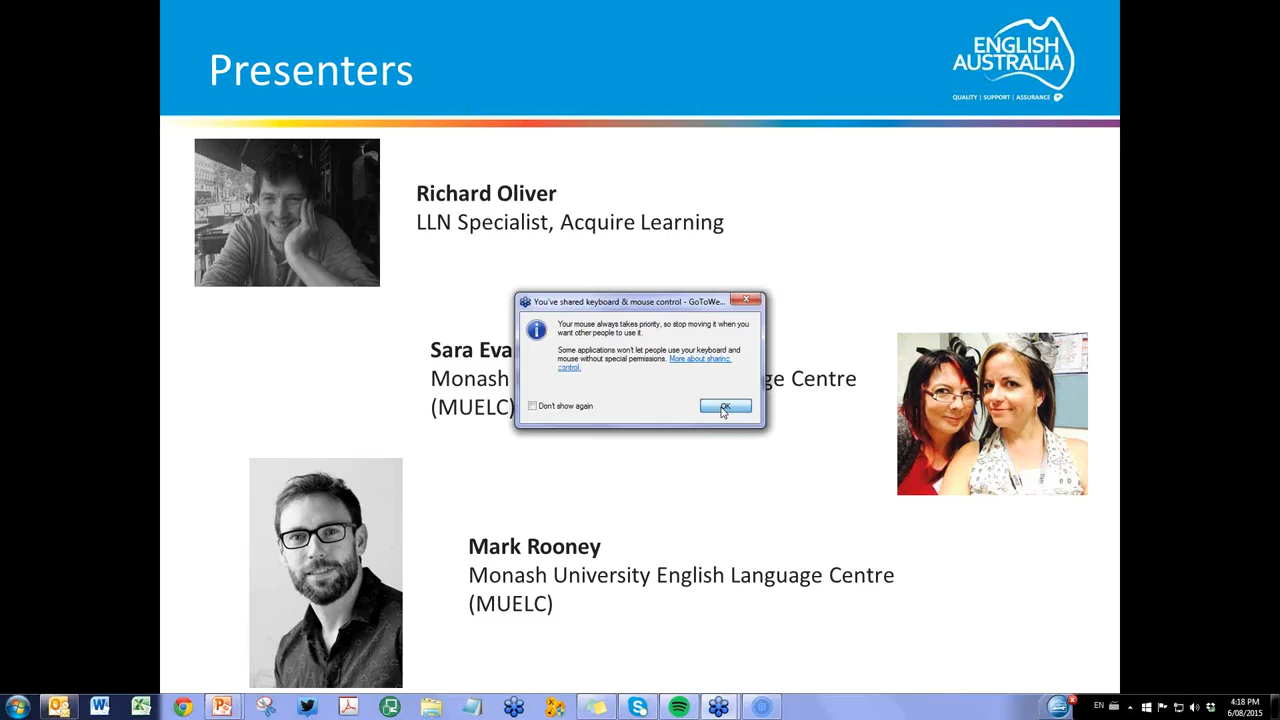 Presenters
ENGLISH
AUSTRALIA
QUALITY | SUPPORT | ASSURANCE
Richard Oliver
LLN Specialist, Acquire Learning
You've shared keyboard & mouse control - GoToWe...
Your mouse always takes priority, so stop moving it when you
want other people to use it.
Some applications won't let people use your keyboard and
mouse without special permissions. More about sharing
control.
Don't show again
OK
Sara Eva
Monash
ge Centre
(MUELC)
Mark Rooney
Monash University English Language Centre
(MUELC)
EN
4:18 PM
6/08/2015